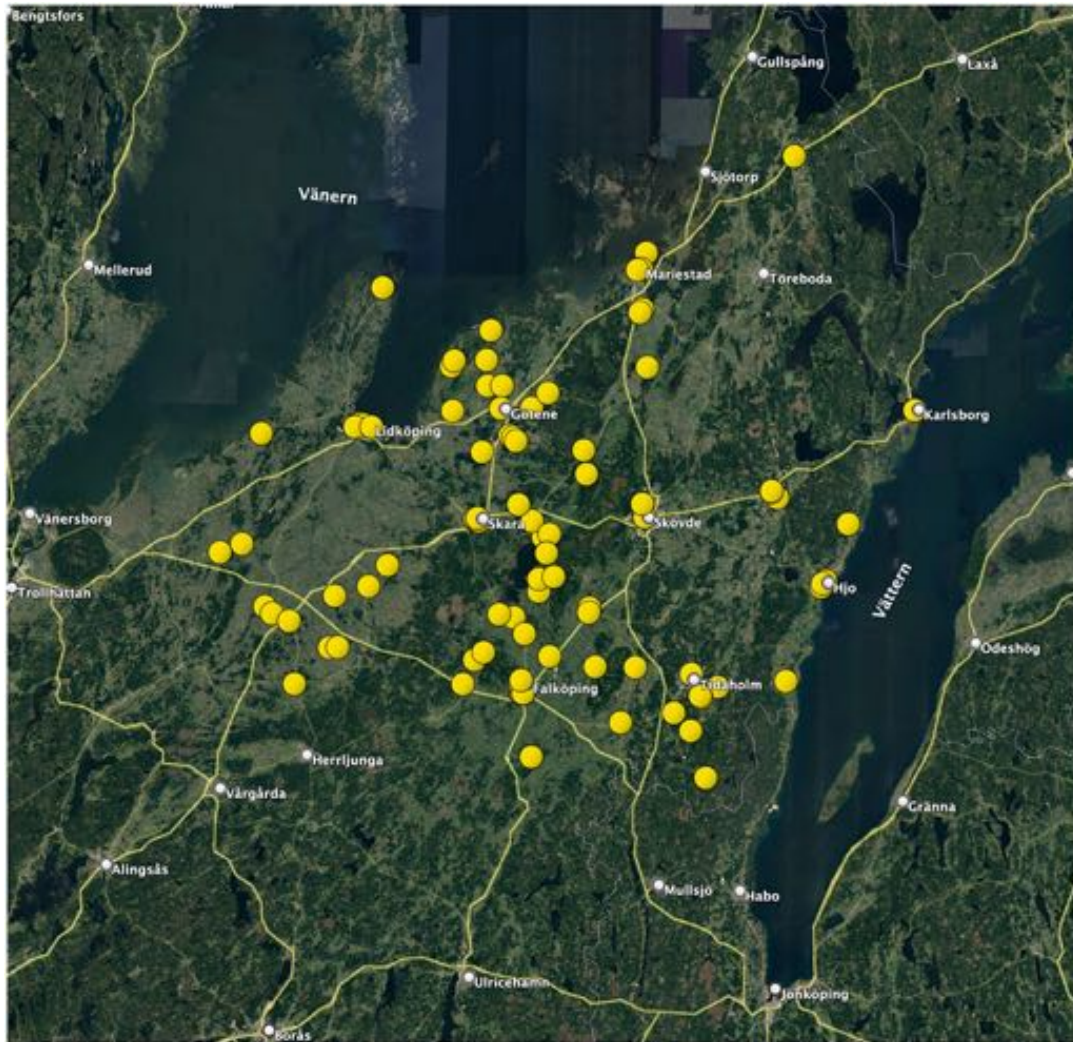 Bengtsfors
Gullspång
Laxå
Sjötorp
Vänern
Mellerud
Mariestad
Töreboda
Götene
Karlsborg
Lidköping
Vänersborg
Skara
Skövde
Trollhättan
Hjo
Vättern
Ödeshög
Tidaholm
Falköping
Herrljunga
Vårgårda
Gränna
Alingsås
Mullsjö
Habo
Ulricehamn
Jönköping
Borås